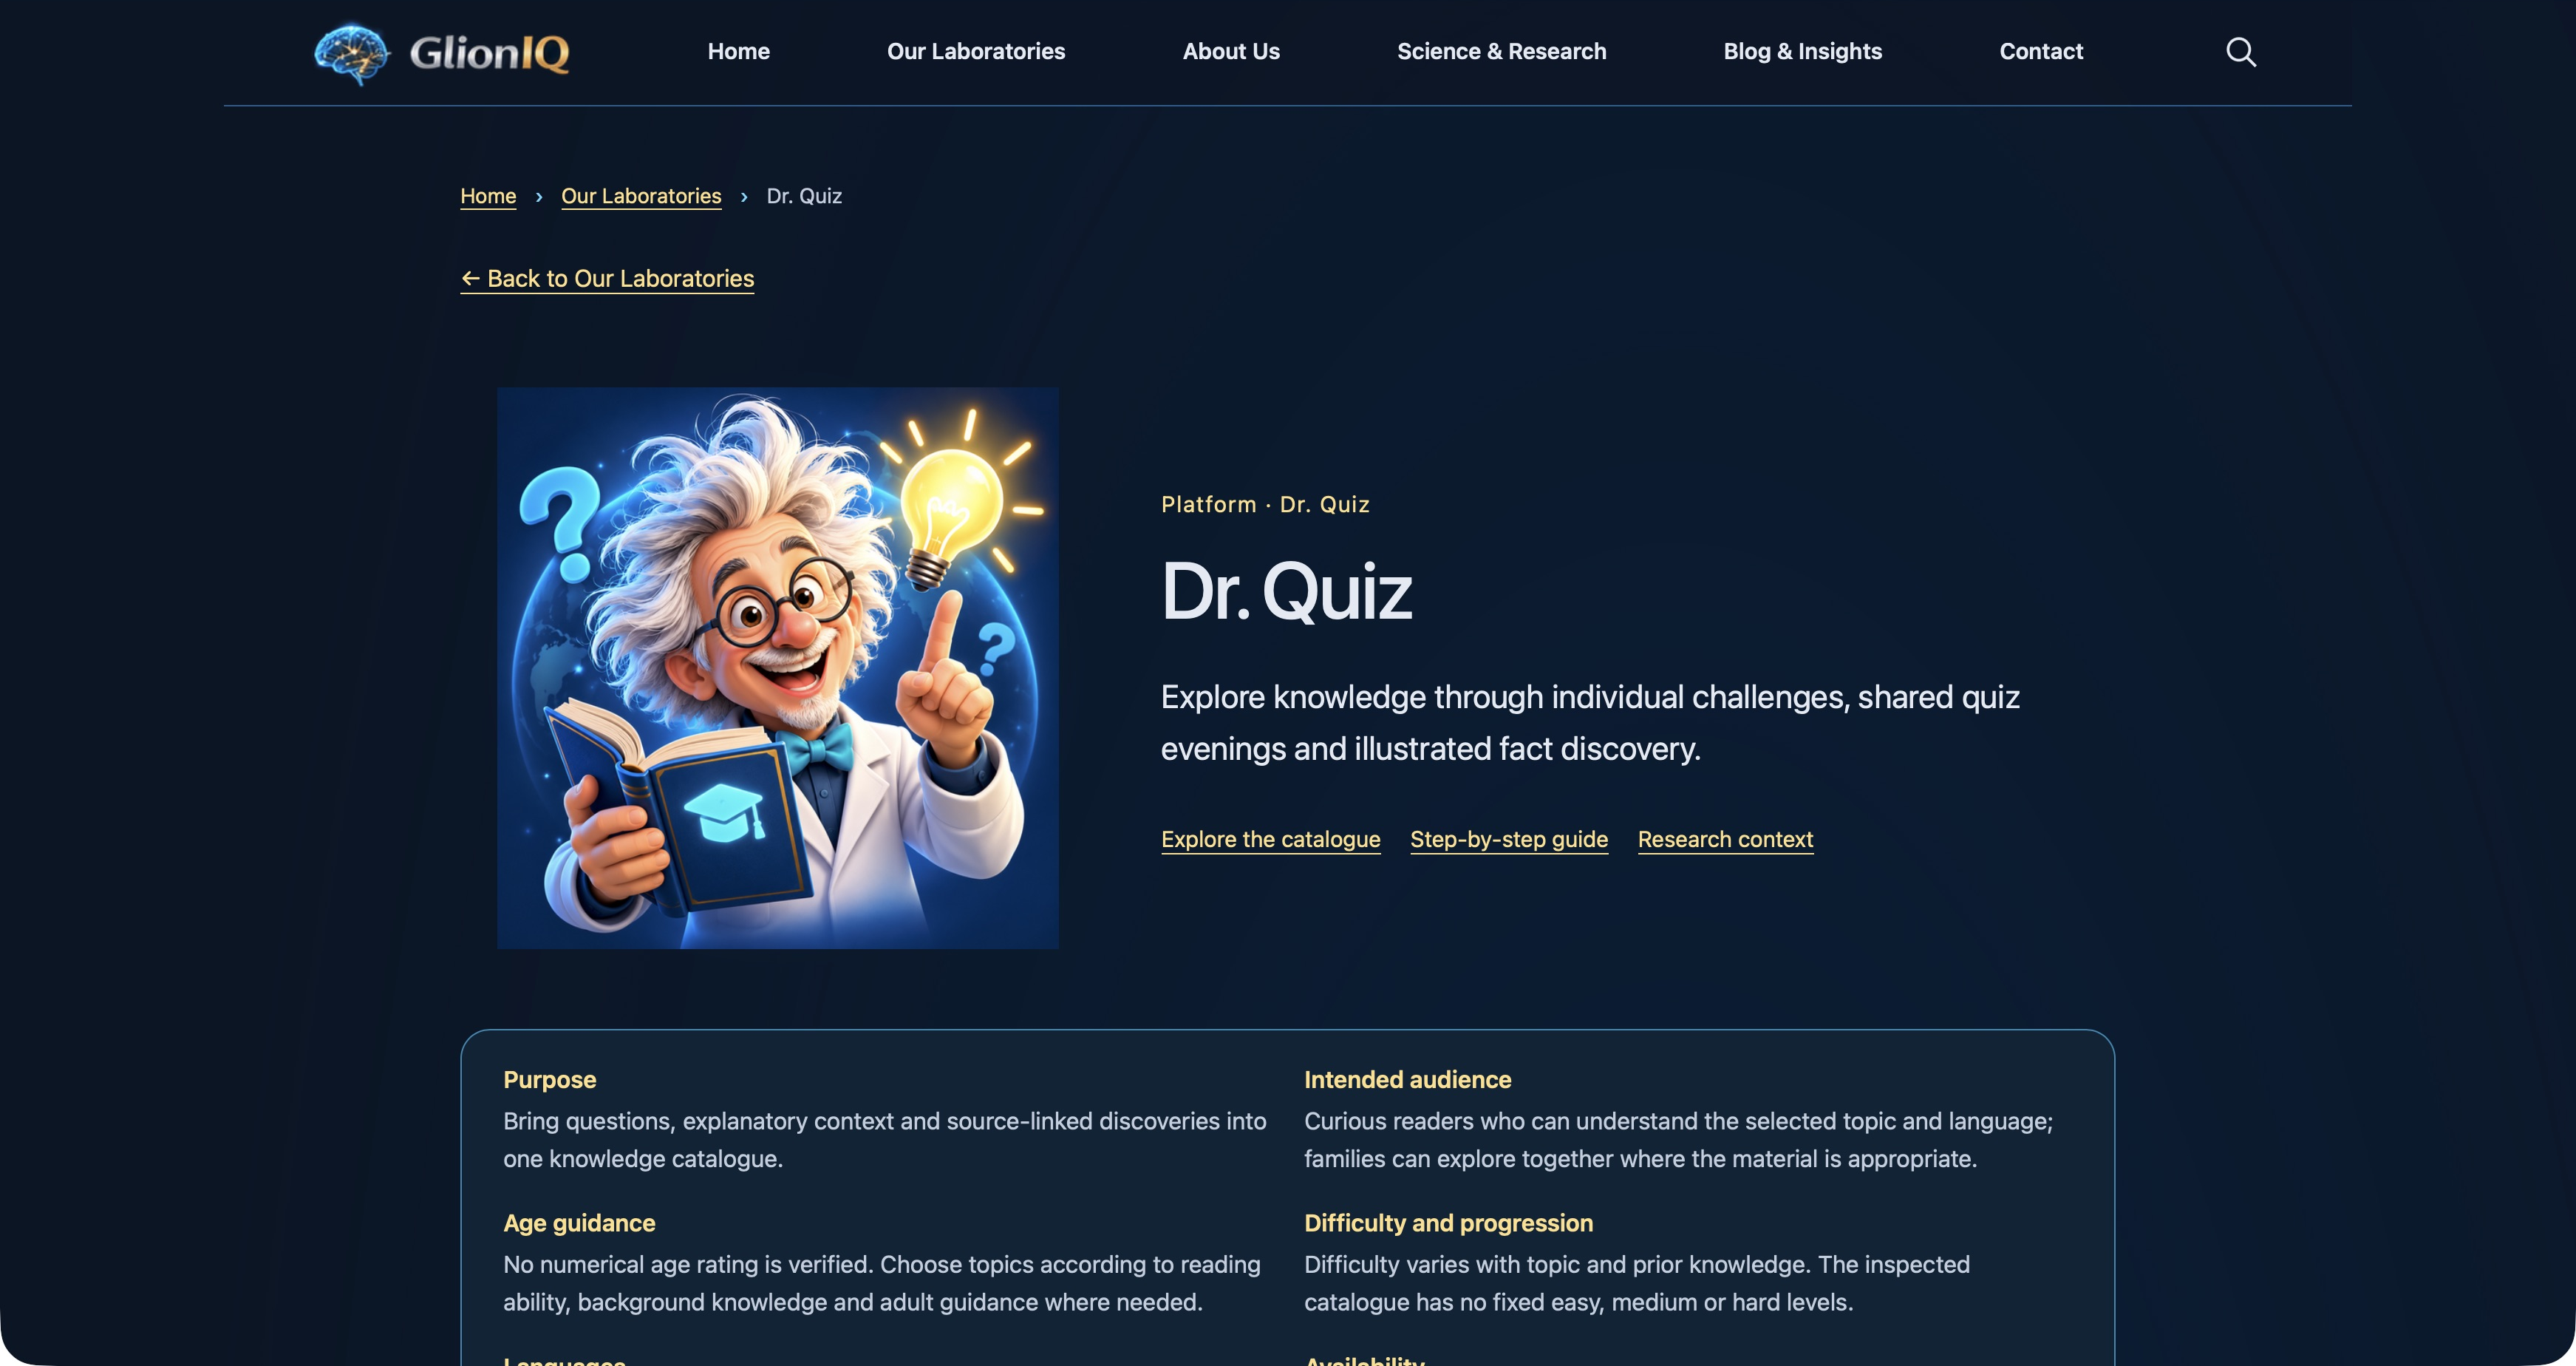 GlionIQ
Home
Our Laboratories
About Us
Science & Research
Blog & Insights
Contact
Home › Our Laboratories › Dr. Quiz
← Back to Our Laboratories
Platform · Dr. Quiz
Dr. Quiz
Explore knowledge through individual challenges, shared quiz
evenings and illustrated fact discovery.
Explore the catalogue
Step-by-step guide
Research context
Purpose
Bring questions, explanatory context and source-linked discoveries into
one knowledge catalogue.
Intended audience
Curious readers who can understand the selected topic and language;
families can explore together where the material is appropriate.
Age guidance
No numerical age rating is verified. Choose topics according to reading
ability, background knowledge and adult guidance where needed.
Difficulty and progression
Difficulty varies with topic and prior knowledge. The inspected
catalogue has no fixed easy, medium or hard levels.
Languages
Availability